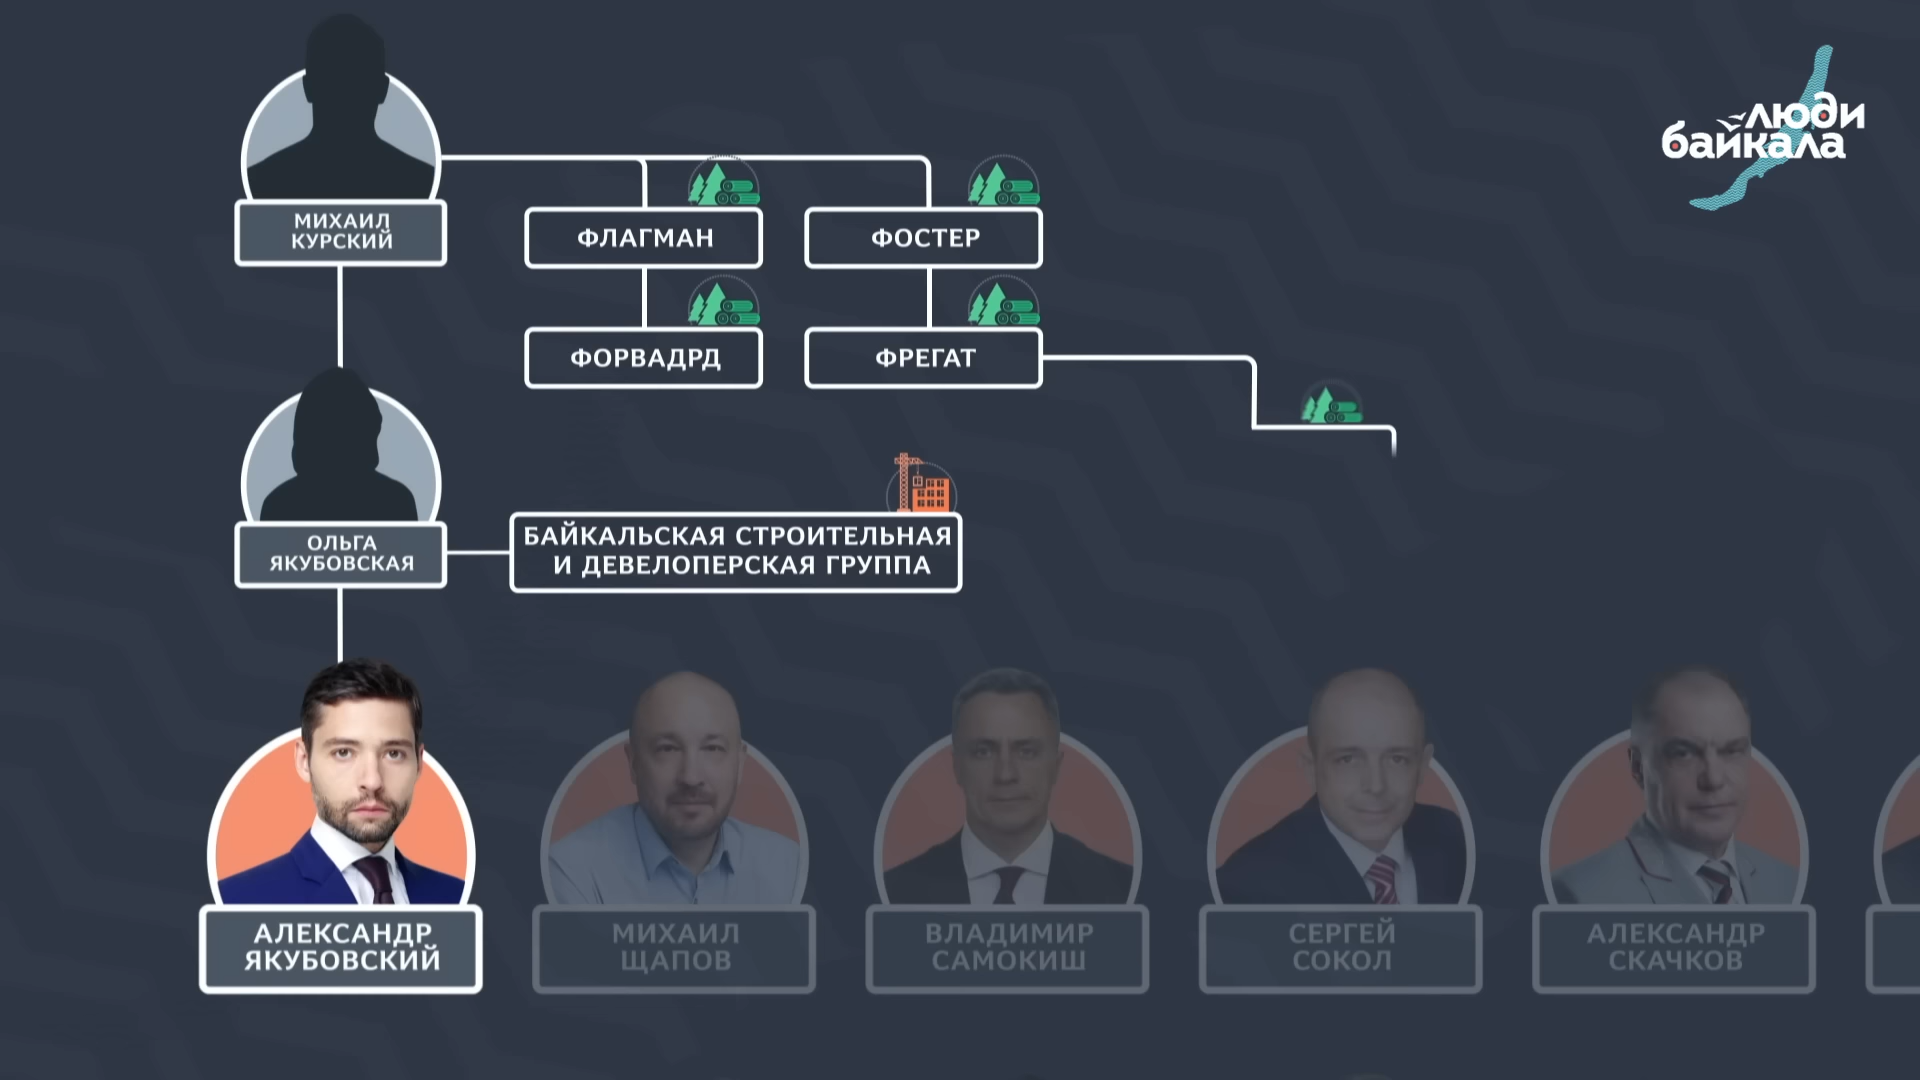 люди
байкала
МИХАИЛ
КУРСКИЙ
ФЛАГМАН
ФОСТЕР
ФОРВАДРД
ФРЕГАТ
ОЛЬГА
ЯКУБОВСКАЯ
БАЙКАЛЬСКАЯ СТРОИТЕЛЬНАЯ
И ДЕВЕЛОПЕРСКАЯ ГРУППА
АЛЕКСАНДР
ЯКУБОВСКИЙ
МИХАИЛ
ЩАПОВ
ВЛАДИМИР
САМОКИШ
СЕРГЕЙ
СОКОЛ
АЛЕКСАНДР
СКАЧКОВ